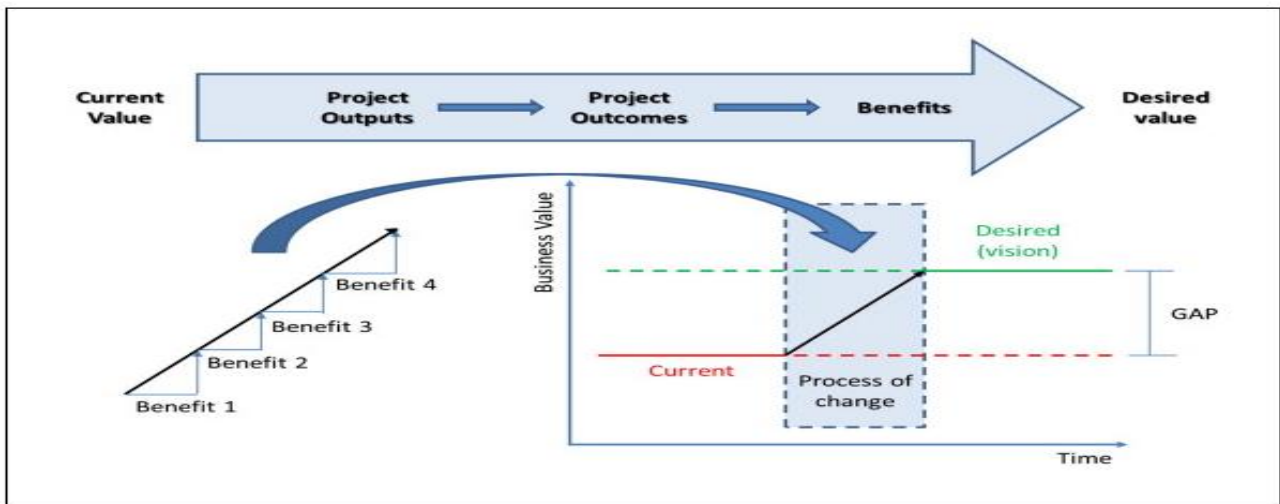 Current
Value
Project
Outputs
Project
Outcomes
Benefits
Desired
value
Business Value
Desired
(vision)
Benefit 4
Benefit 3
Benefit 2
Benefit 1
GAP
Current
Process of
change
Time